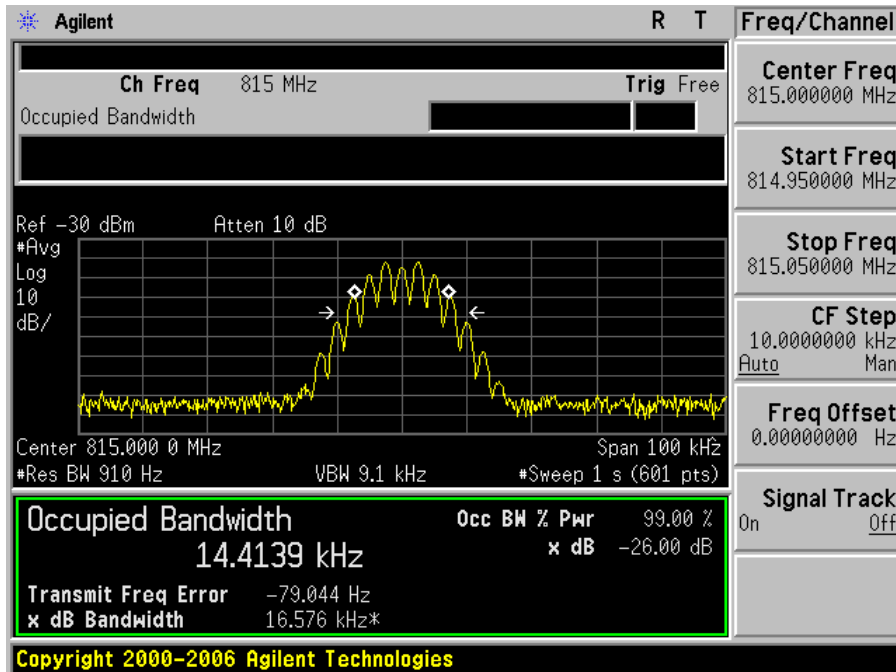 Agilent R T Freq/Channel
Ch Freq 815 MHz Trig Free
Occupied Bandwidth
Center Freq
815.000000 MHz
Start Freq
814.950000 MHz
Stop Freq
815.050000 MHz
CF Step
10.0000000 kHz
Auto Man
Freq Offset
0.00000000 Hz
Signal Track
On Off
Ref -30 dBm Atten 10 dB
#Avg
Log
10
dB/
Center 815.000 0 MHz Span 100 kHz
#Res BW 910 Hz VBW 9.1 kHz #Sweep 1 s (601 pts)
Occupied Bandwidth
14.4139 kHz
Occ BW % Pwr 99.00 %
x dB -26.00 dB
Transmit Freq Error -79.044 Hz
x dB Bandwidth 16.576 kHz*
Copyright 2000-2006 Agilent Technologies